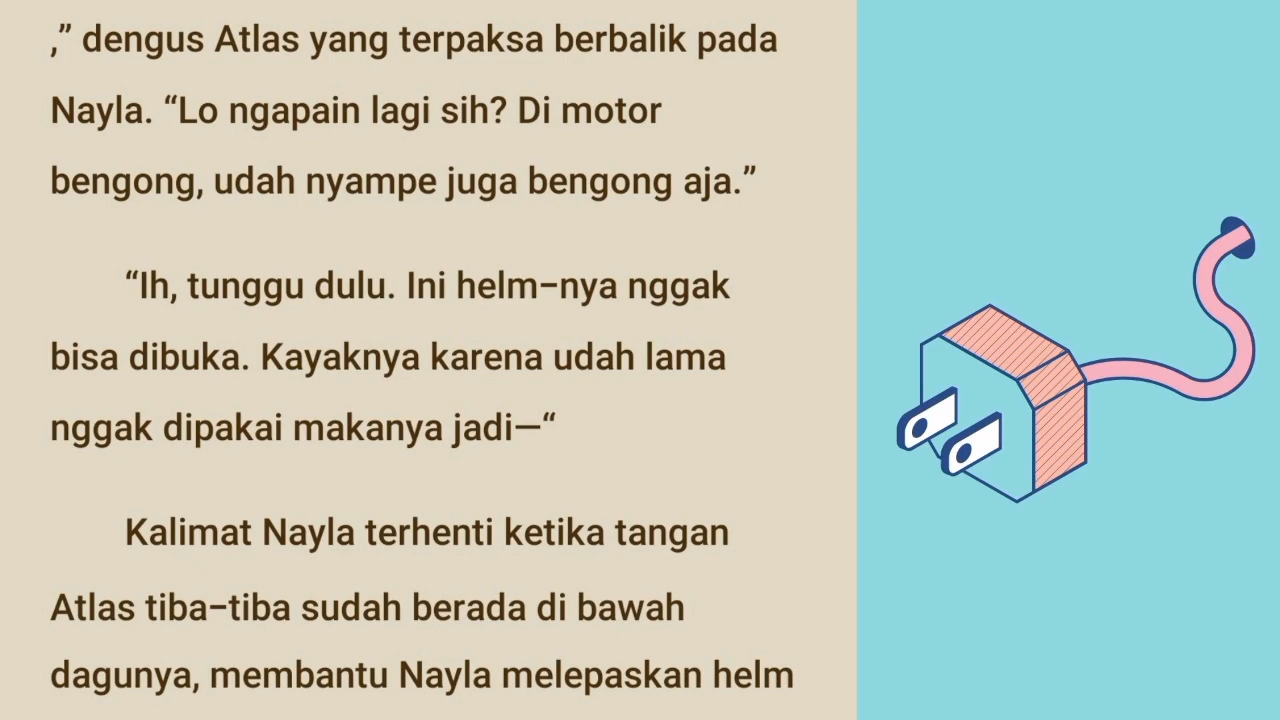 ,” dengus Atlas yang terpaksa berbalik pada
Nayla. “Lo ngapain lagi sih? Di motor
bengong, udah nyampe juga bengong aja.”
“Ih, tunggu dulu. Ini helm–nya nggak
bisa dibuka. Kayaknya karena udah lama
nggak dipakai makanya jadi—“
Kalimat Nayla terhenti ketika tangan
Atlas tiba–tiba sudah berada di bawah
dagunya, membantu Nayla melepaskan helm